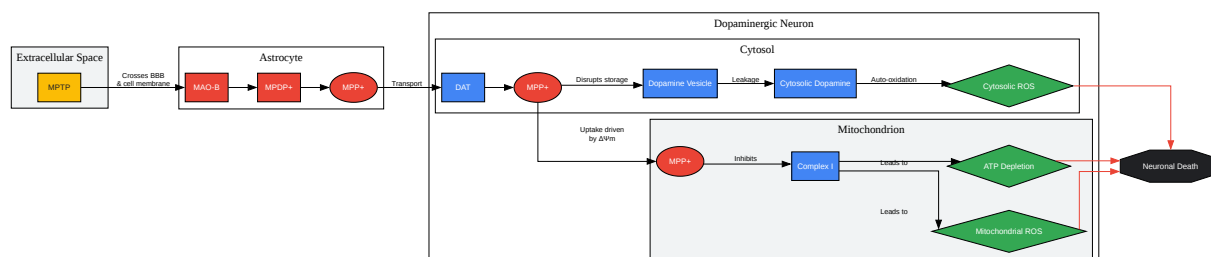 Dopaminergic Neuron
Extracellular Space
Astrocyte
Cytosol
MPTP
Crosses BBB
& cell membrane
MAO-B
MPDP+
MPP+
Transport
DAT
MPP+
Disrupts storage
Dopamine Vesicle
Leakage
Cytosolic Dopamine
Auto-oxidation
Cytosolic ROS
Uptake driven
by ΔΨm
Mitochondrion
MPP+
Inhibits
Complex I
Leads to
ATP Depletion
Neuronal Death
Leads to
Mitochondrial ROS